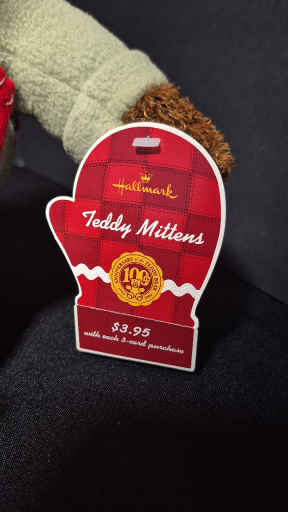 Hallmark
Teddy Mittens
100
$3.95
with each 3-card purchase